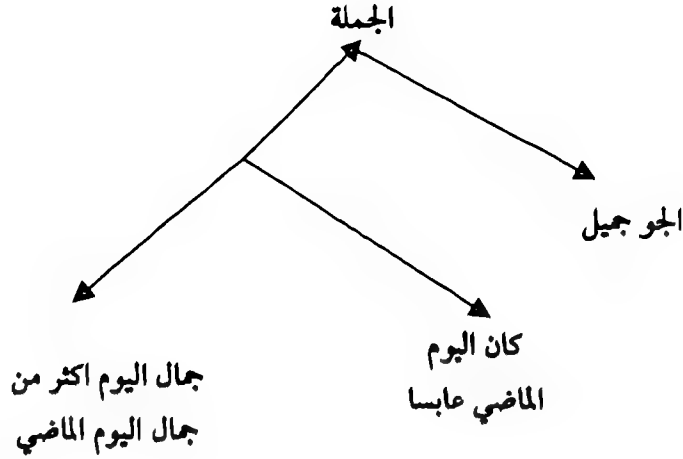 الجملة
الجو جميل
كان اليوم
الماضي عابسا
جمال اليوم اكثر من
جمال اليوم الماضي